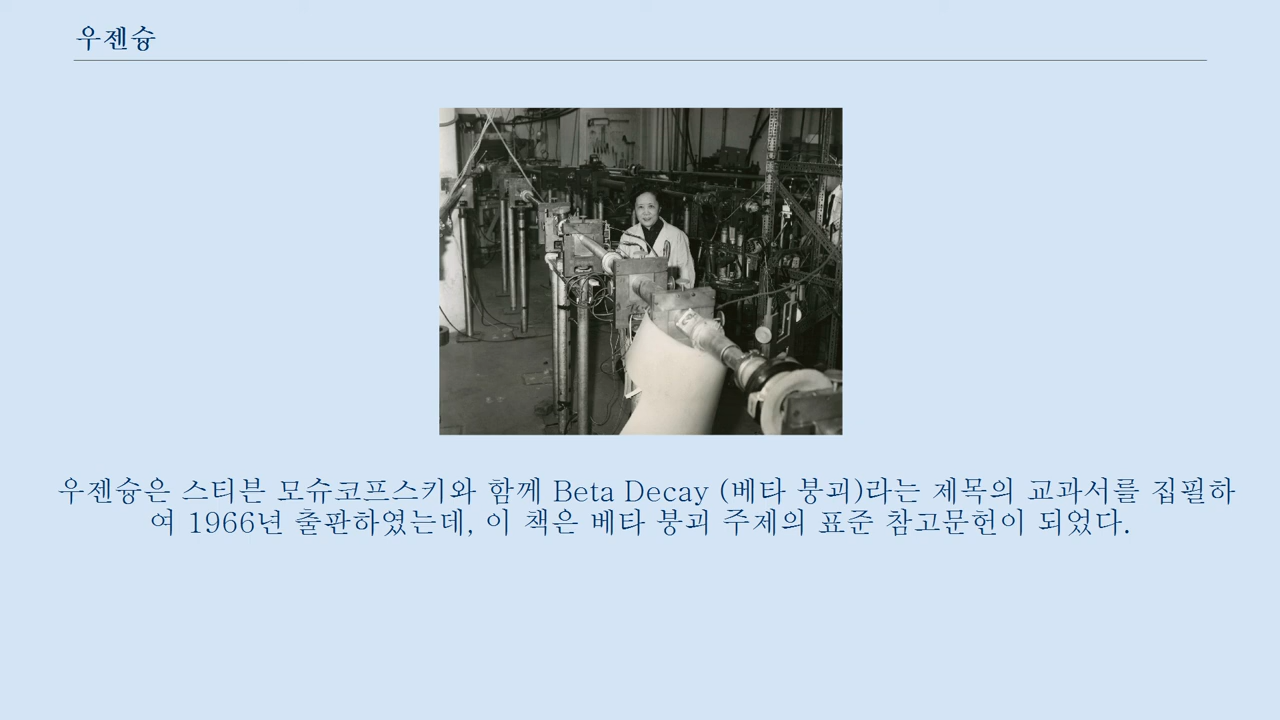 우젠슝
우젠슝은 스티븐 모슈코프스키와 함께 Beta Decay (베타 붕괴)라는 제목의 교과서를 집필하
여 1966년 출판하였는데, 이 책은 베타 붕괴 주제의 표준 참고문헌이 되었다.